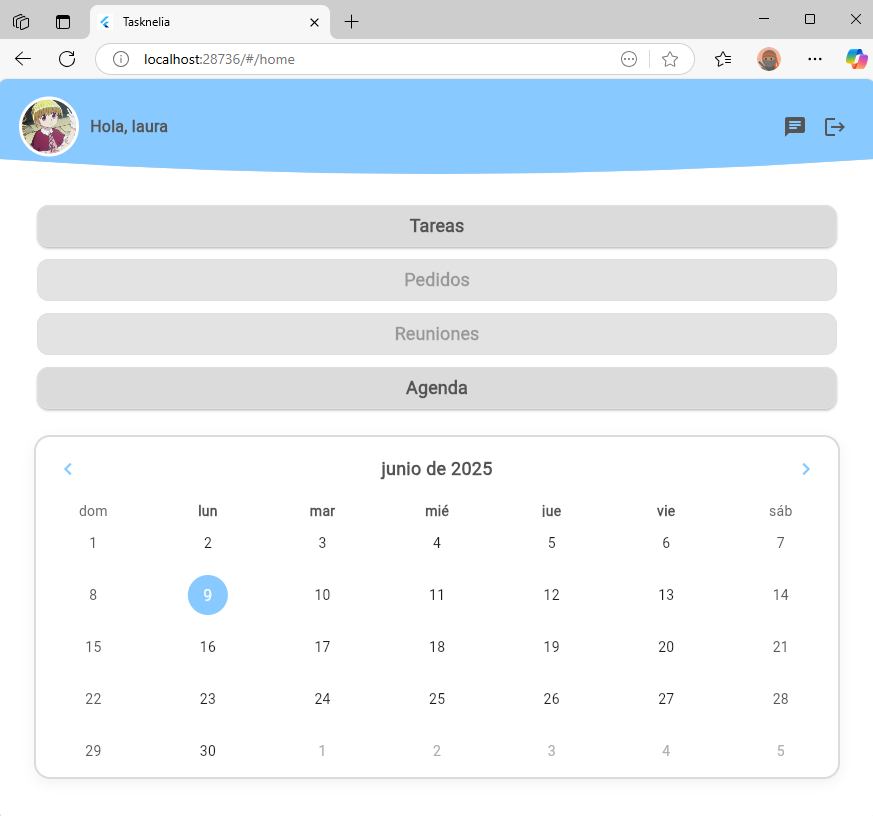 Tasknelia
localhost:28736/#/home
Hola, laura
Tareas
Pedidos
Reuniones
Agenda
junio de 2025
dom lun mar mié jue vie sáb
1 2 3 4 5 6 7
8 9 10 11 12 13 14
15 16 17 18 19 20 21
22 23 24 25 26 27 28
29 30 1 2 3 4 5